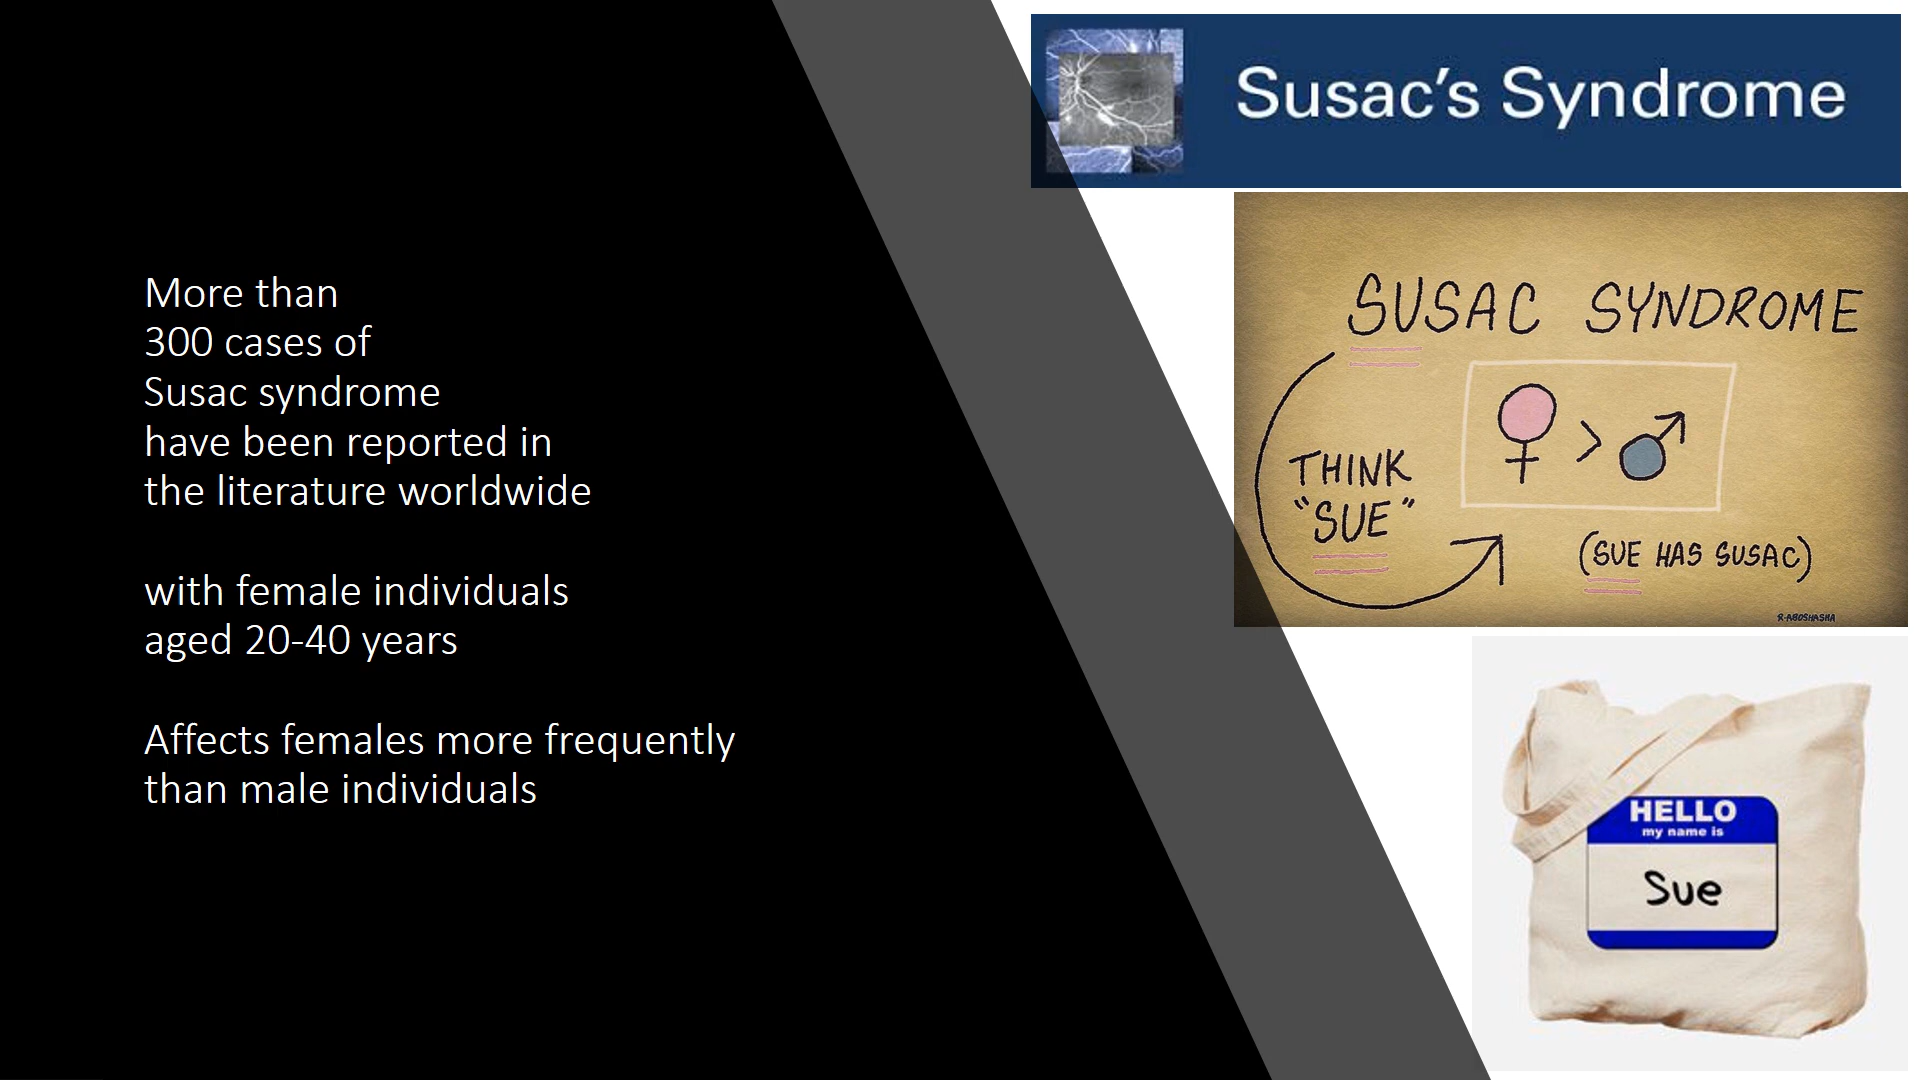 More than
300 cases of
Susac syndrome
have been reported in
the literature worldwide
with female individuals
aged 20-40 years
Affects females more frequently
than male individuals
Susac's Syndrome
SUSAC SYNDROME
THINK
"SUE"
(SUE HAS SUSAC)
R-ABOSHASHA
HELLO
my name is
Sue